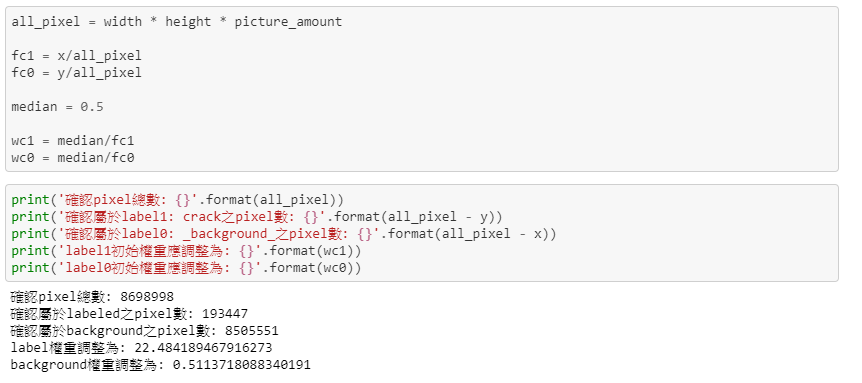 all_pixel = width * height * picture_amount
fc1 = x/all_pixel
fc0 = y/all_pixel
median = 0.5
wc1 = median/fc1
wc0 = median/fc0
print('確認pixel總數: {}'.format(all_pixel))
print('確認屬於label1: crack之pixel數: {}'.format(all_pixel - y))
print('確認屬於label0: _background_之pixel數: {}'.format(all_pixel - x))
print('label1初始權重應調整為: {}'.format(wc1))
print('label0初始權重應調整為: {}'.format(wc0))
確認pixel總數: 8698998
確認屬於labeled之pixel數: 193447
確認屬於background之pixel數: 8505551
label權重調整為: 22.484189467916273
background權重調整為: 0.5113718088340191